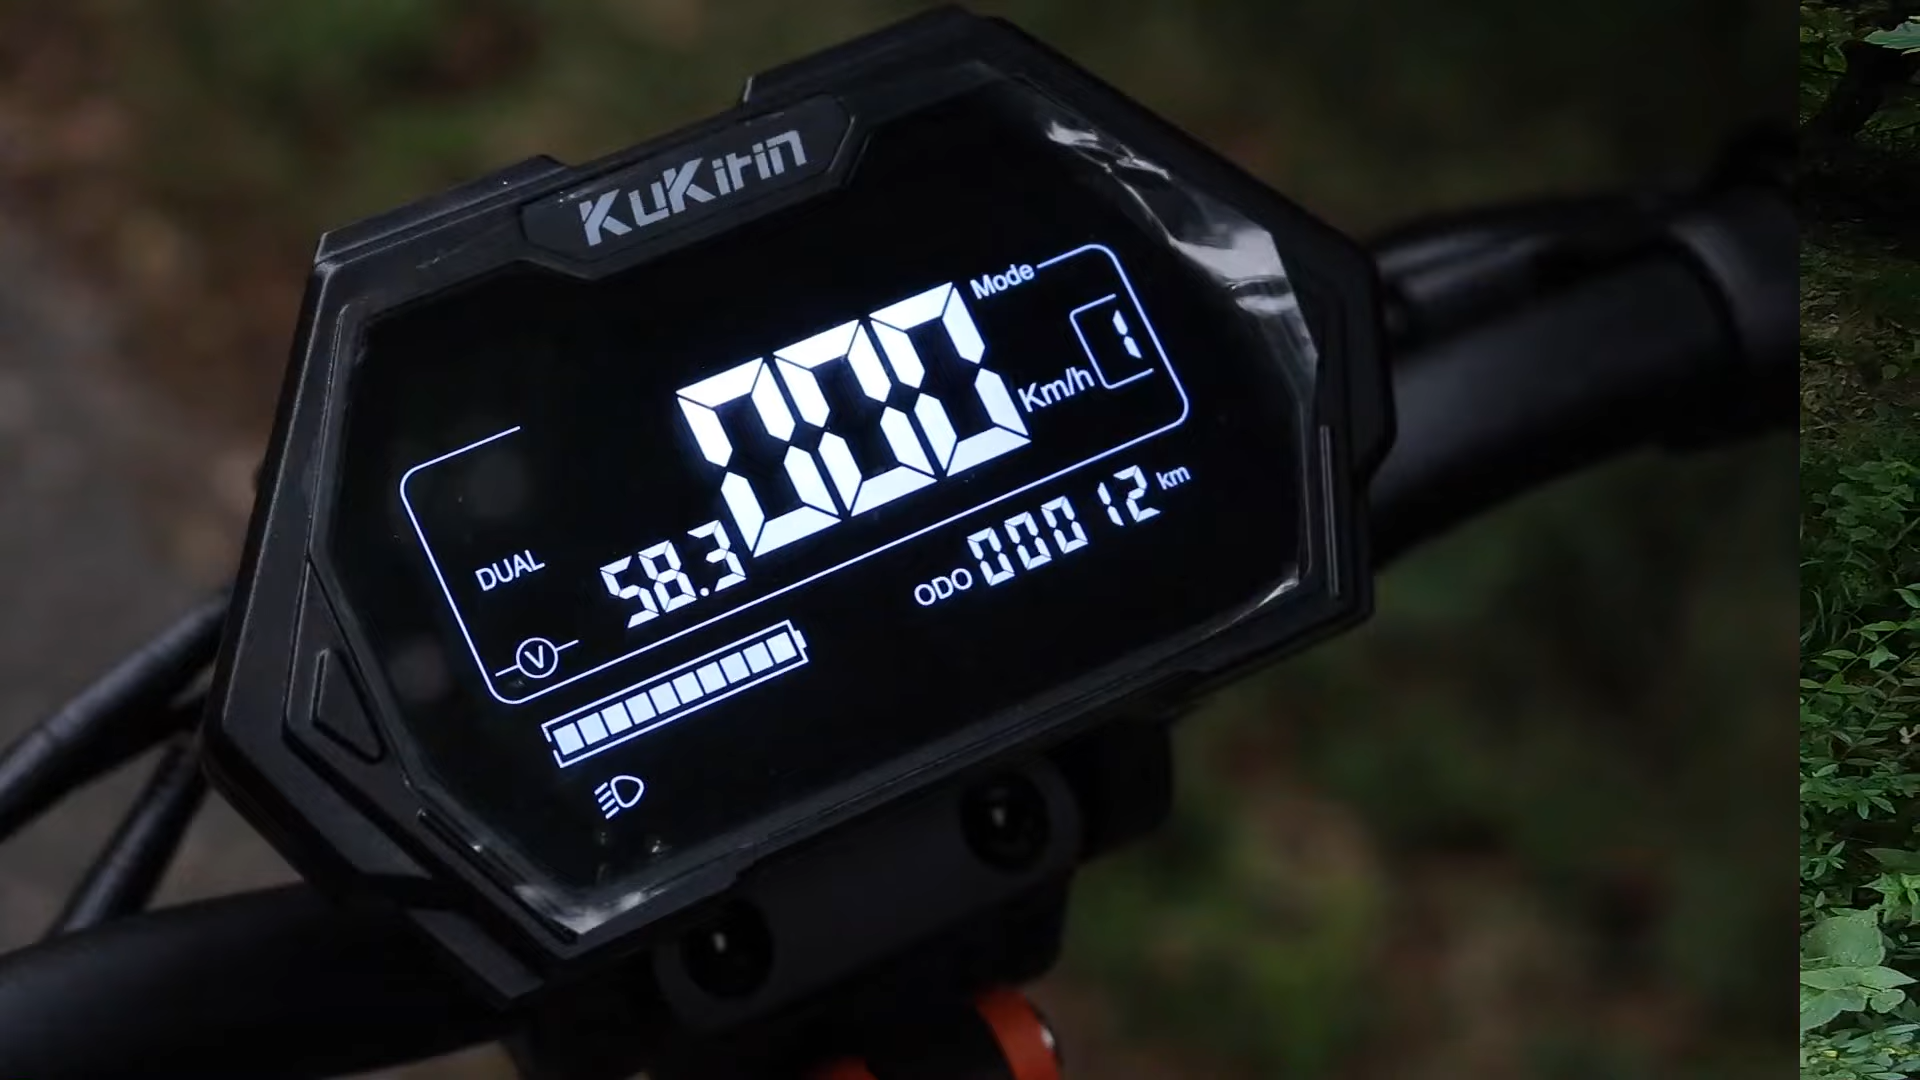 KuKirin
Mode
000 Km/h 1
DUAL 58.3
V
ODO 00012 km